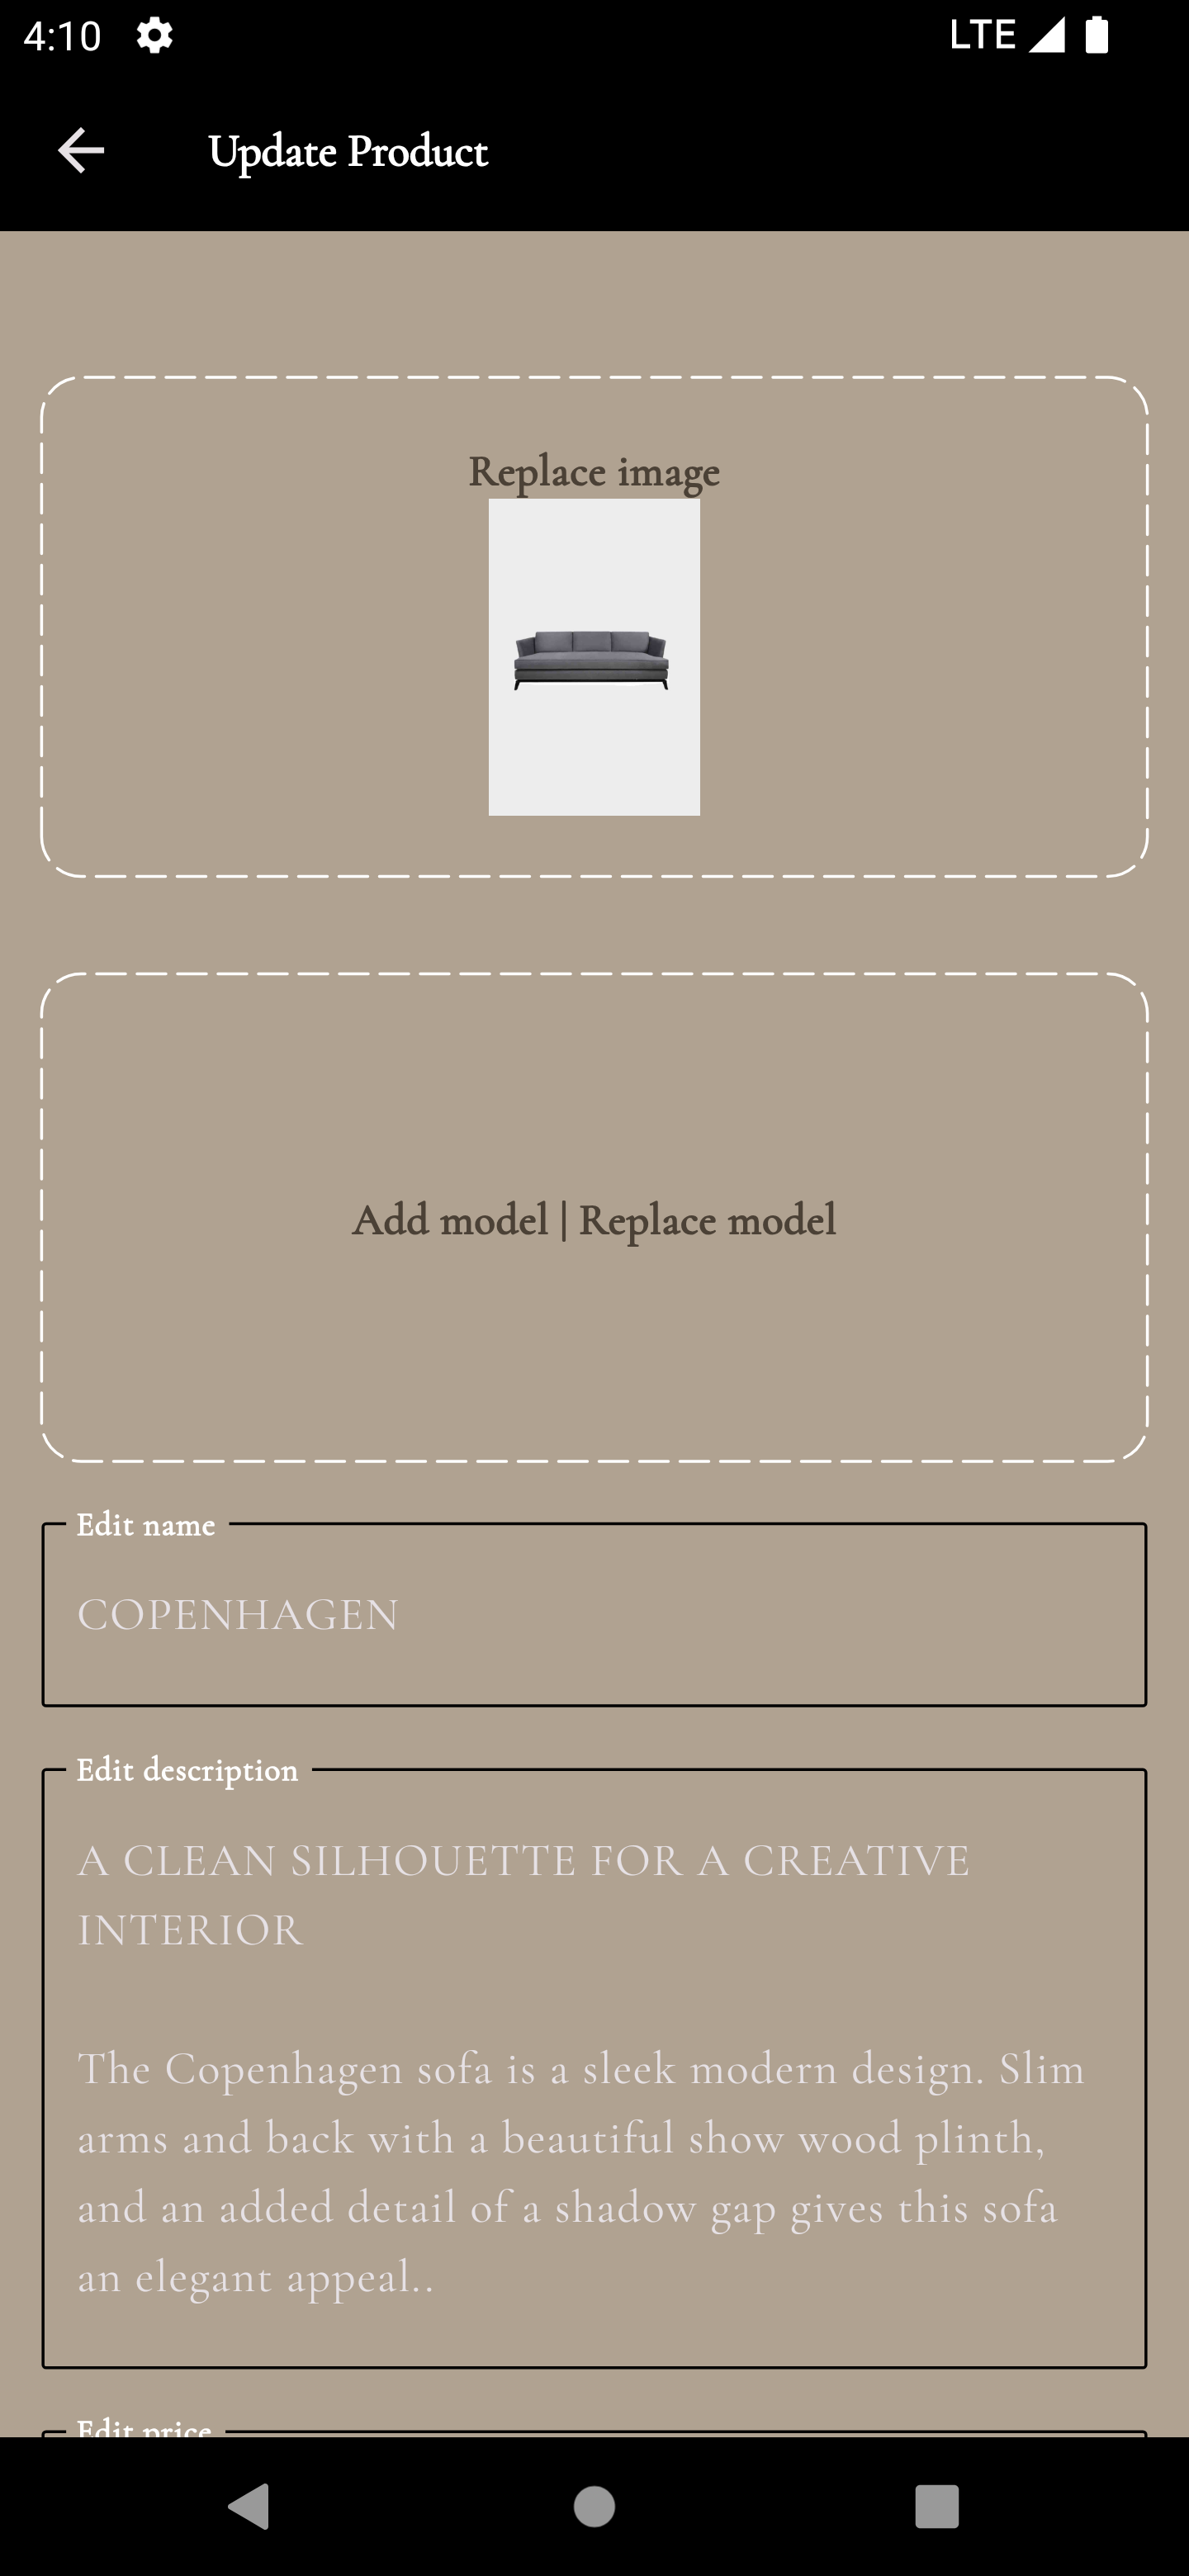 4:10 LTE
Update Product
Replace image
Add model | Replace model
Edit name
COPENHAGEN
Edit description
A CLEAN SILHOUETTE FOR A CREATIVE
INTERIOR
The Copenhagen sofa is a sleek modern design. Slim
arms and back with a beautiful show wood plinth,
and an added detail of a shadow gap gives this sofa
an elegant appeal..
Edit price